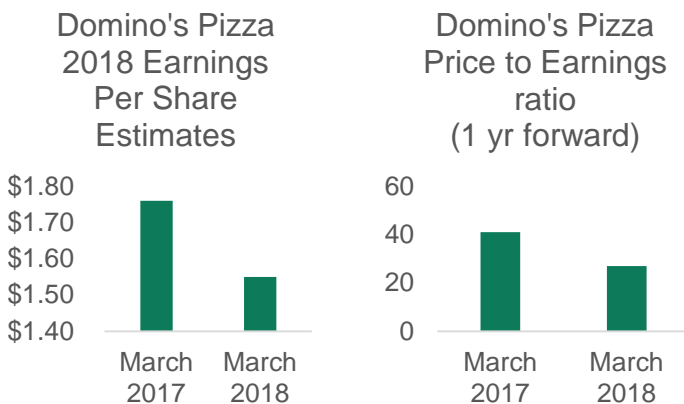 Domino's Pizza
2018 Earnings
Per Share
Estimates
$1.80
$1.70
$1.60
$1.50
$1.40
March
2017
March
2018
Domino's Pizza
Price to Earnings
ratio
(1 yr forward)
60
40
20
0
March
2017
March
2018